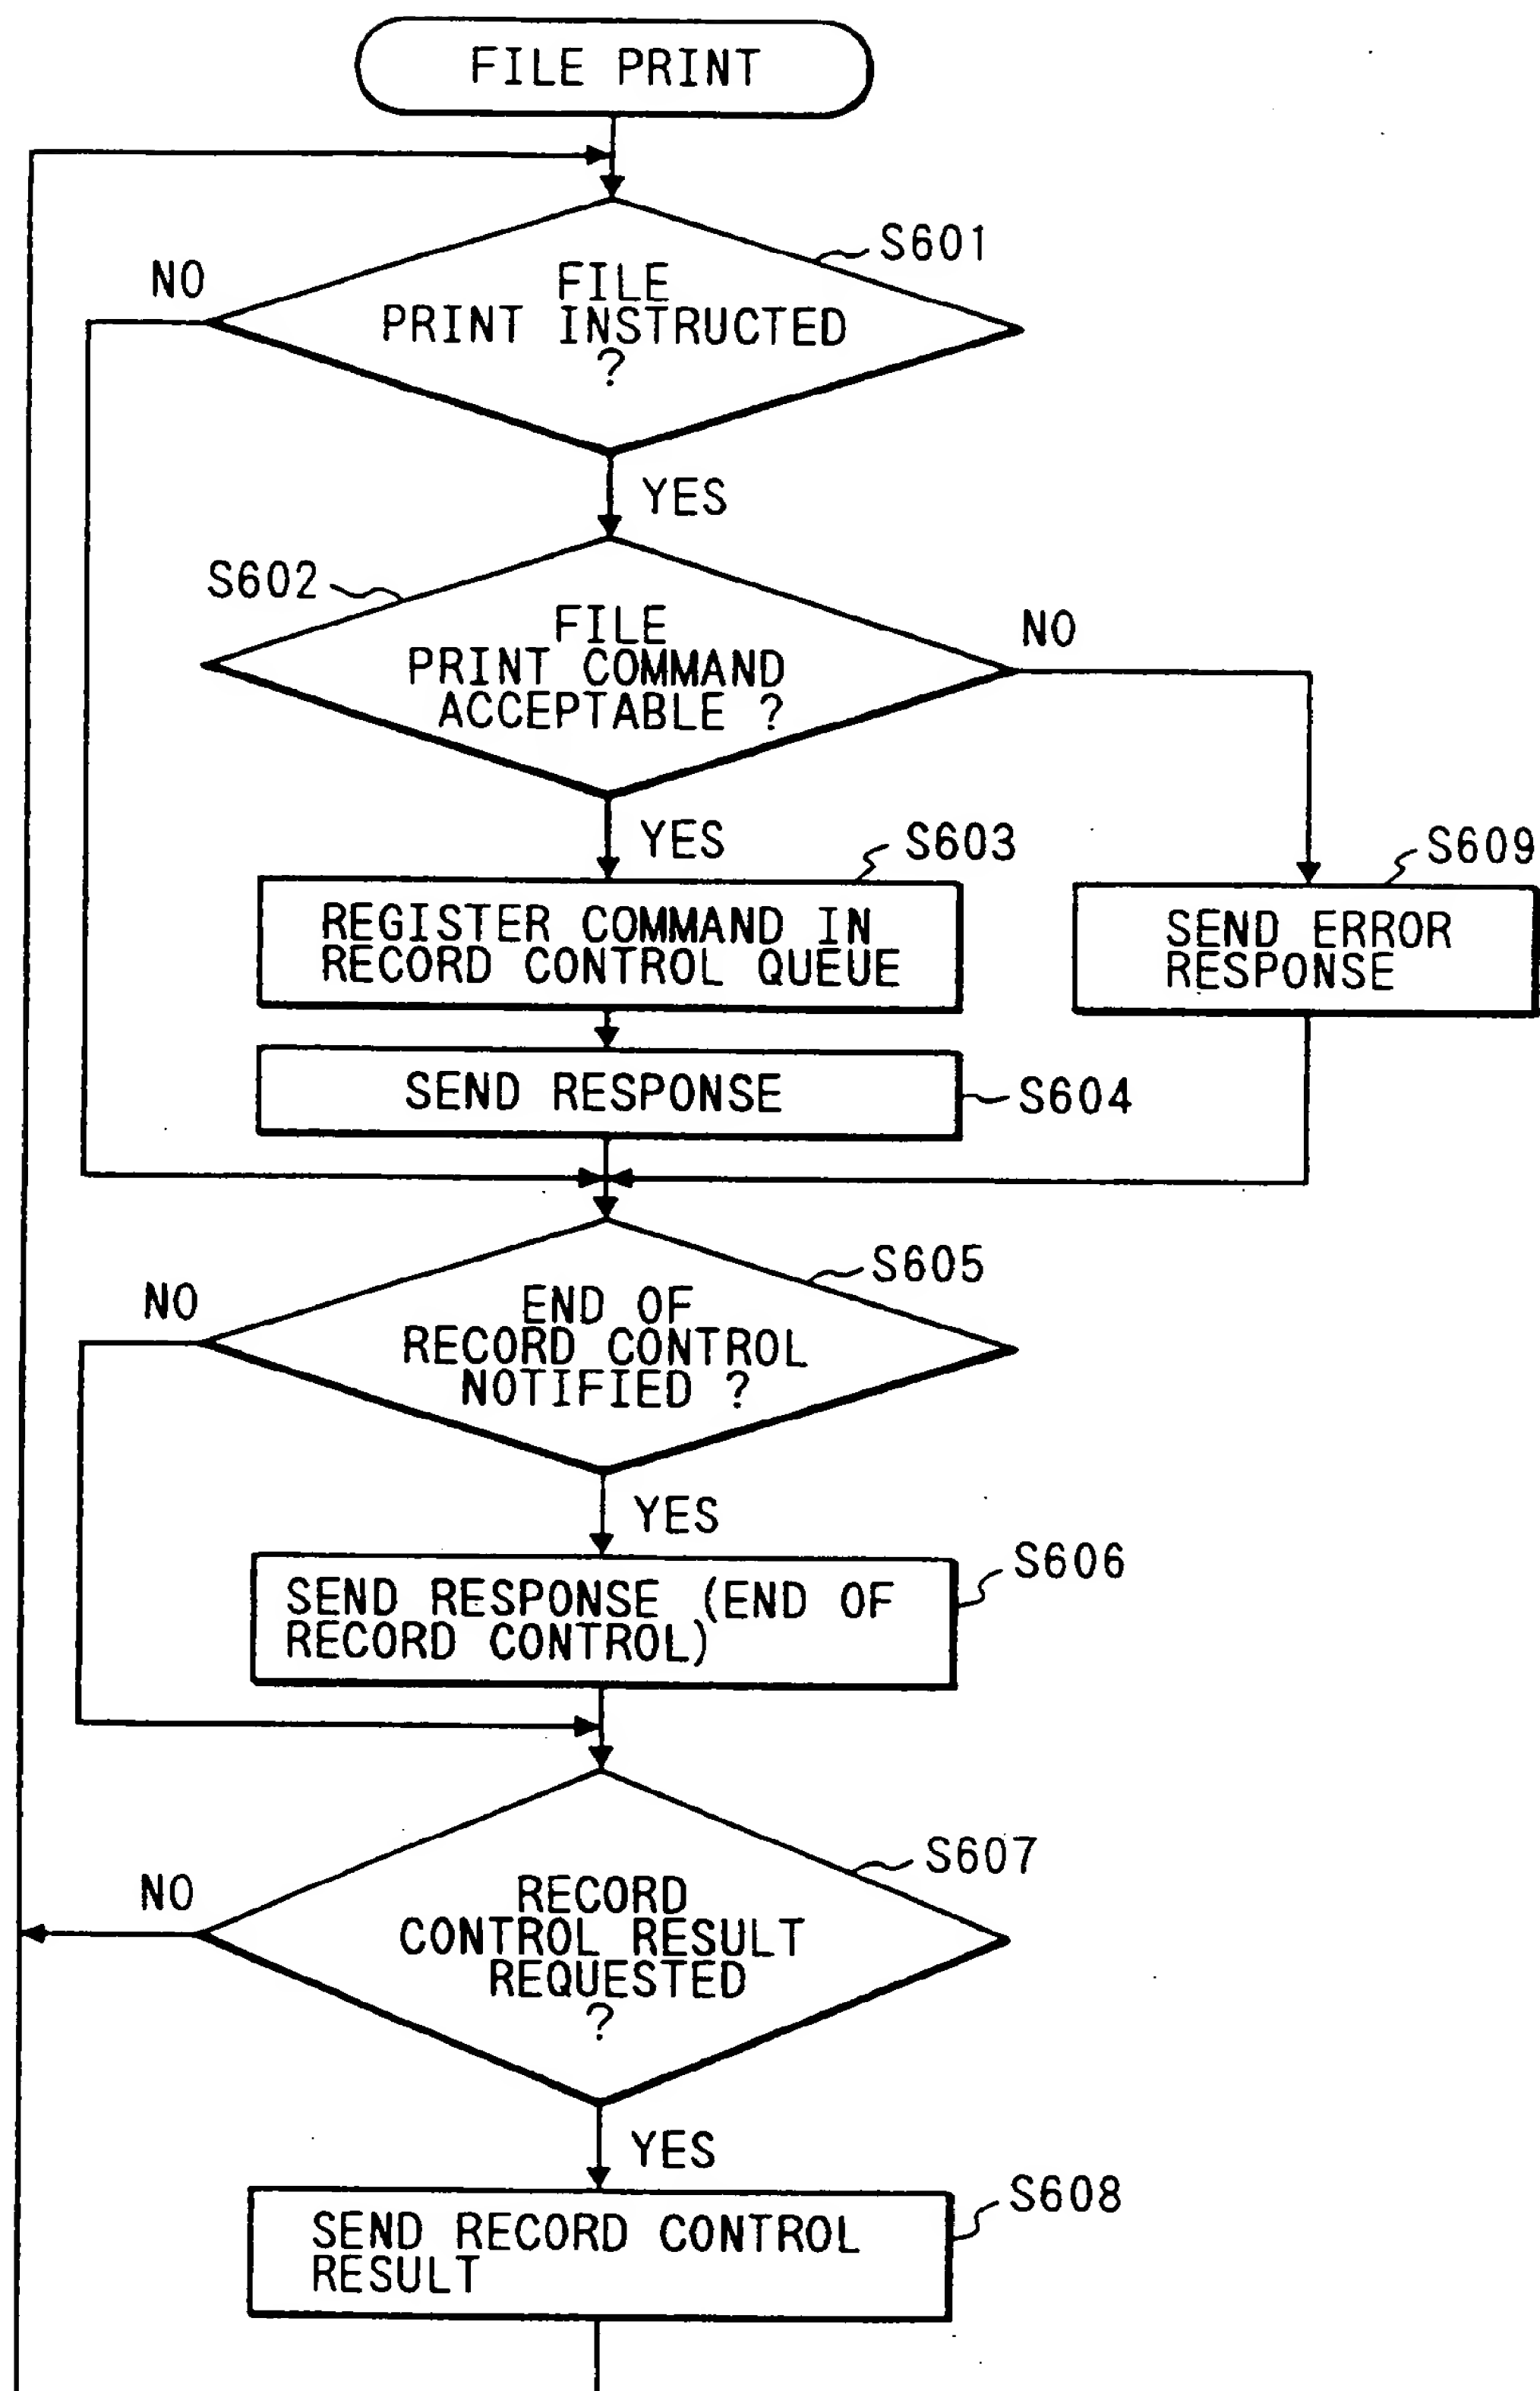 FILE PRINT
S601
NO
FILE
PRINT INSTRUCTED
?
YES
S602
NO
FILE
PRINT COMMAND
ACCEPTABLE ?
YES
S603
S609
REGISTER COMMAND IN
RECORD CONTROL QUEUE
SEND ERROR
RESPONSE
SEND RESPONSE
S604
S605
NO
END OF
RECORD CONTROL
NOTIFIED ?
YES
S606
SEND RESPONSE (END OF
RECORD CONTROL)
S607
NO
RECORD
CONTROL RESULT
REQUESTED
?
YES
S608
SEND RECORD CONTROL
RESULT